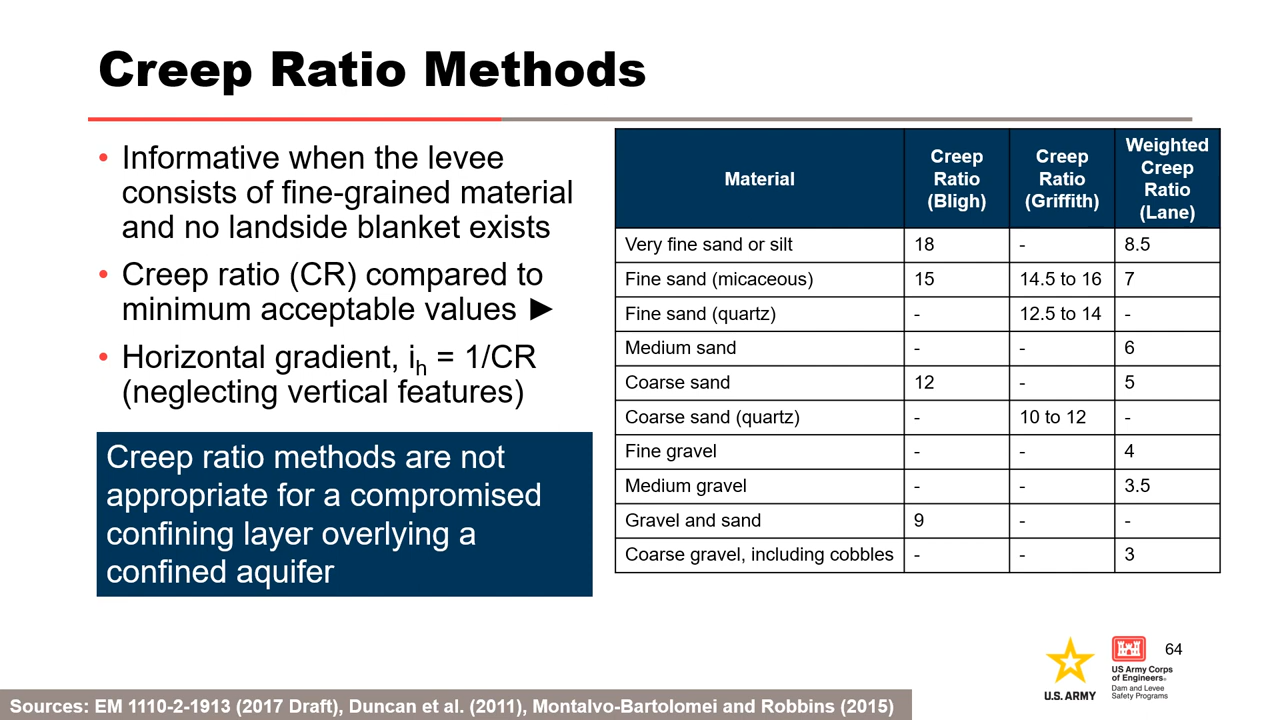 Creep Ratio Methods
• Informative when the levee
consists of fine-grained material
and no landside blanket exists
• Creep ratio (CR) compared to
minimum acceptable values ►
• Horizontal gradient, ih = 1/CR
(neglecting vertical features)
Creep ratio methods are not
appropriate for a compromised
confining layer overlying a
confined aquifer
Material | Creep Ratio (Bligh) | Creep Ratio (Griffith) | Weighted Creep Ratio (Lane)
Very fine sand or silt | 18 | - | 8.5
Fine sand (micaceous) | 15 | 14.5 to 16 | 7
Fine sand (quartz) | - | 12.5 to 14 | -
Medium sand | - | - | 6
Coarse sand | 12 | - | 5
Coarse sand (quartz) | - | 10 to 12 | -
Fine gravel | - | - | 4
Medium gravel | - | - | 3.5
Gravel and sand | 9 | - | -
Coarse gravel, including cobbles | - | - | 3
U.S. ARMY
US Army Corps
of Engineers®
Dam and Levee
Safety Programs
64
Sources: EM 1110-2-1913 (2017 Draft), Duncan et al. (2011), Montalvo-Bartolomei and Robbins (2015)